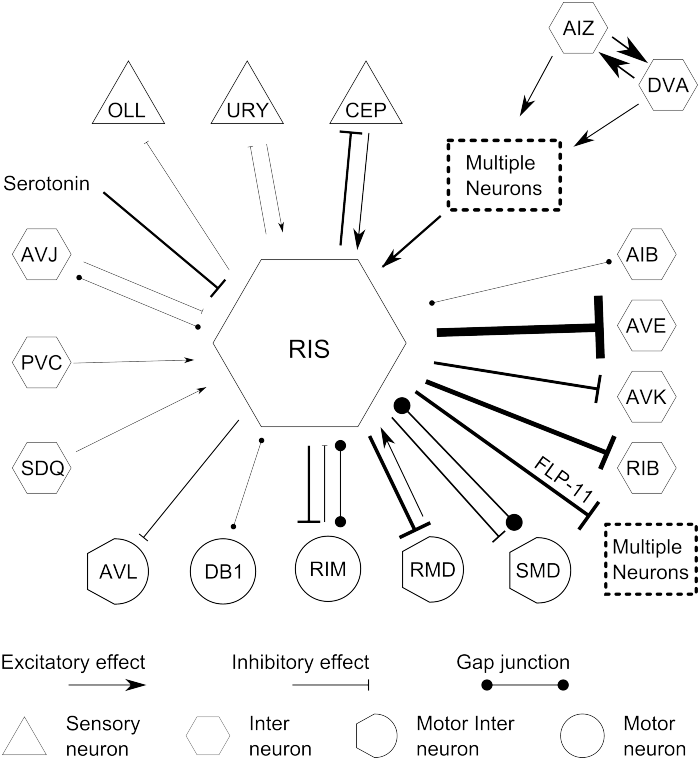 AIZ
DVA
OLL
URY
CEP
Multiple
Neurons
Serotonin
AVJ
AIB
AVE
RIS
PVC
AVK
SDQ
RIB
FLP-11
AVL
DB1
RIM
RMD
SMD
Multiple
Neurons
Excitatory effect
Inhibitory effect
Gap junction
Sensory
neuron
Inter
neuron
Motor Inter
neuron
Motor
neuron